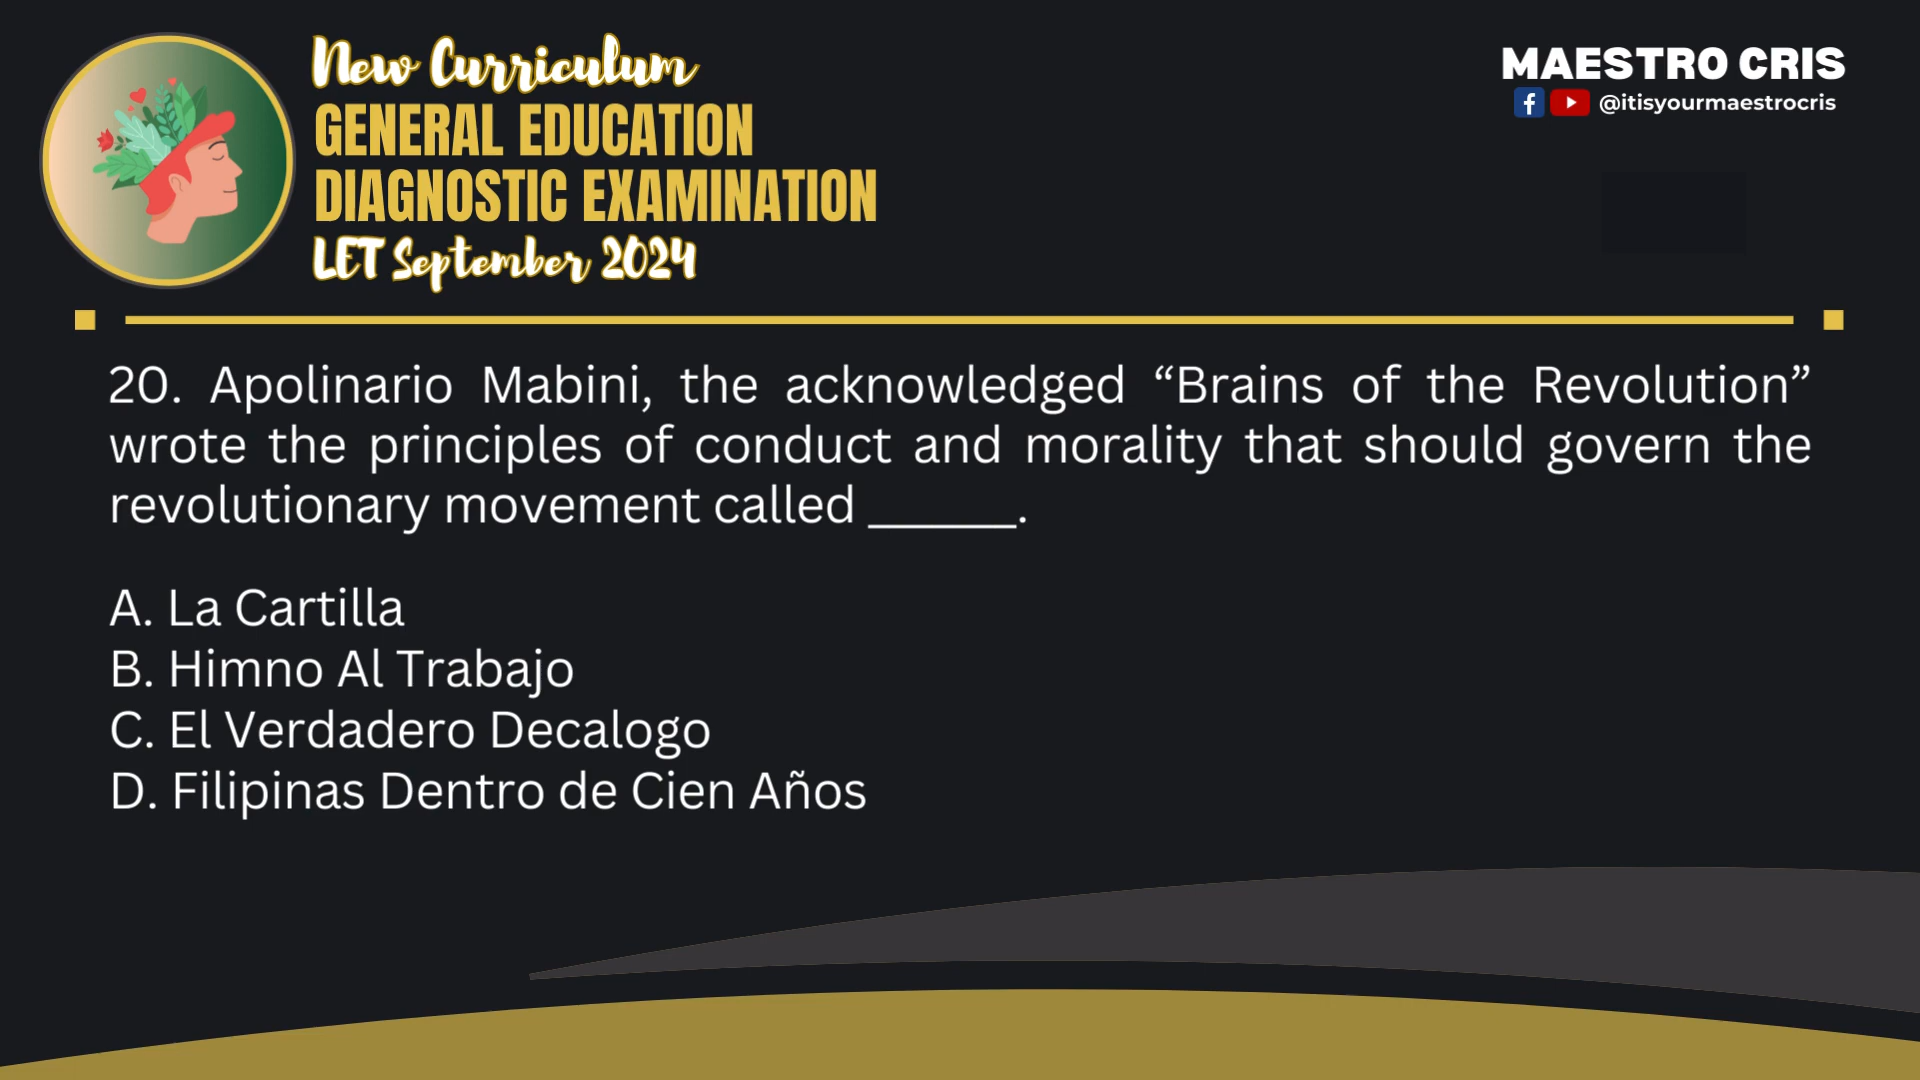 New Curriculum
GENERAL EDUCATION
DIAGNOSTIC EXAMINATION
LET September 2024
MAESTRO CRIS
@itisyourmaestrocris
20. Apolinario Mabini, the acknowledged “Brains of the Revolution”
wrote the principles of conduct and morality that should govern the
revolutionary movement called ______.
A. La Cartilla
B. Himno Al Trabajo
C. El Verdadero Decalogo
D. Filipinas Dentro de Cien Años